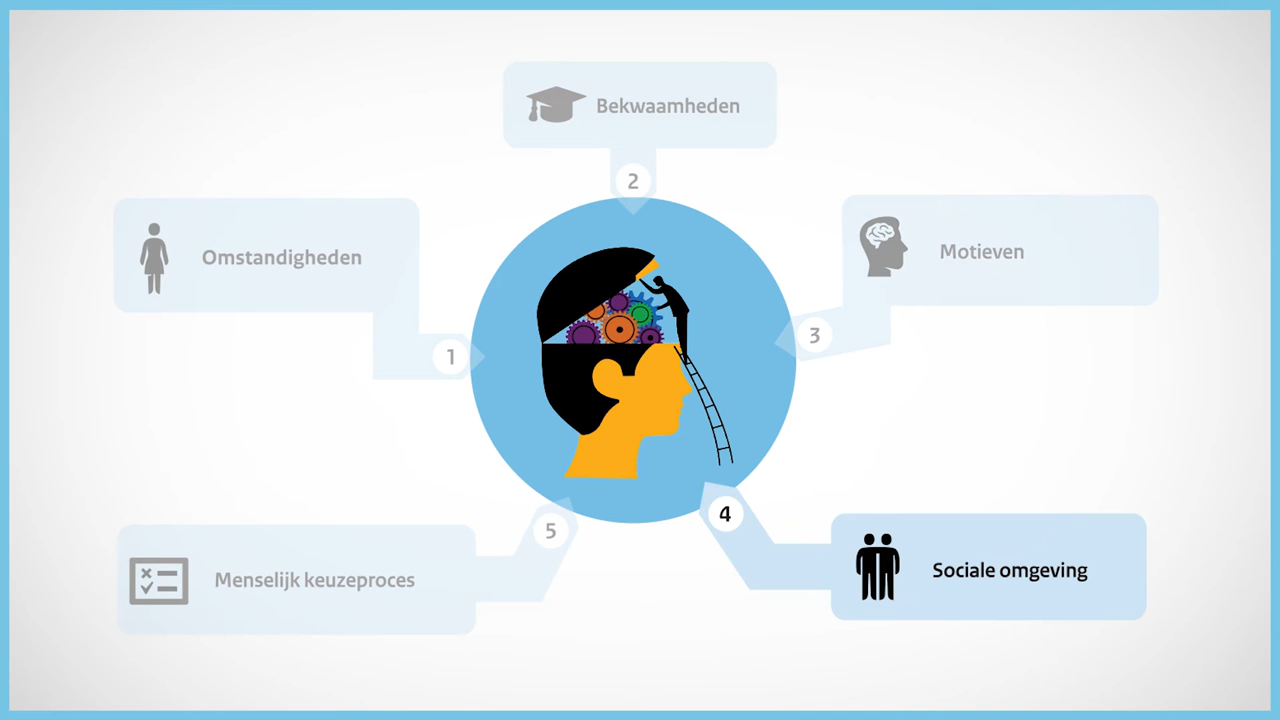 Bekwaamheden
2
Omstandigheden
1
Motieven
3
4
Sociale omgeving
5
Menselijk keuzeproces